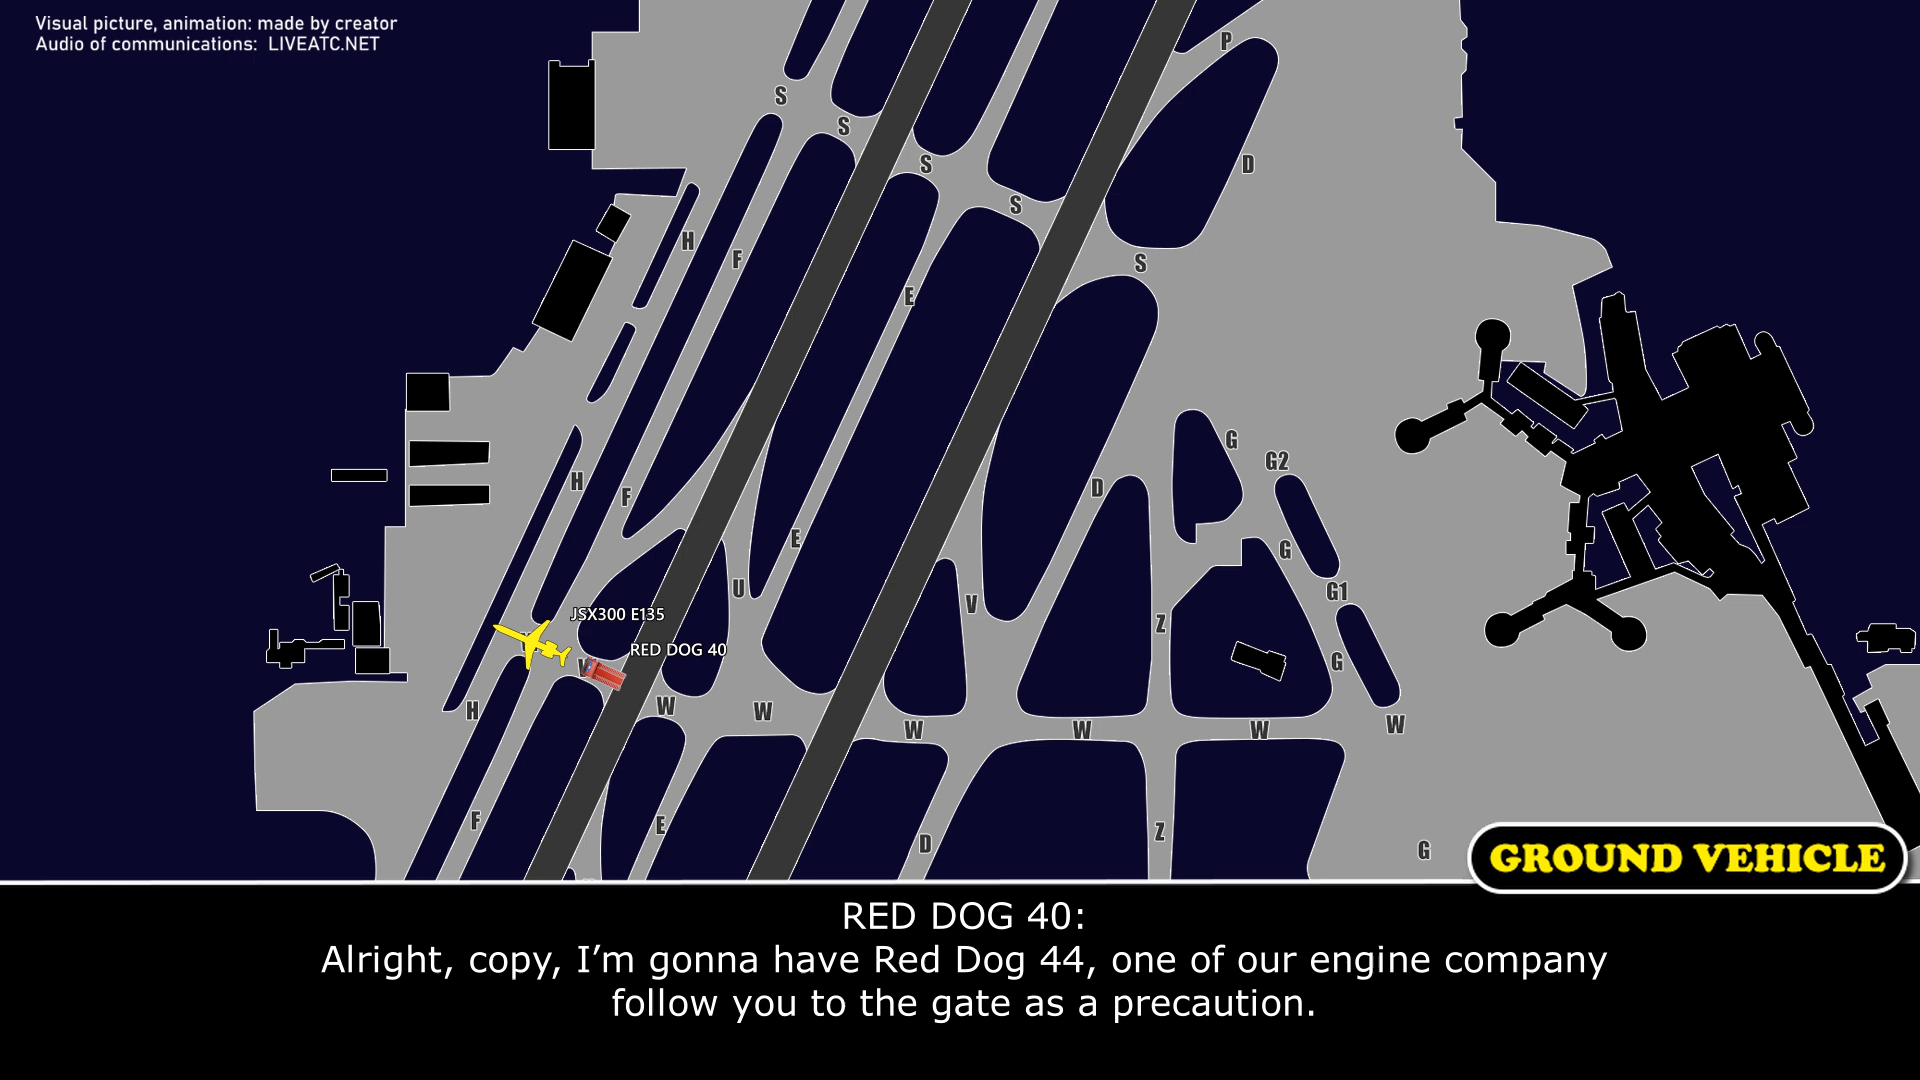 Visual picture, animation: made by creator
Audio of communications: LIVEATC.NET
P
S
S
S
D
S
H
F
S
E
G
G2
H
D
F
E
G
U
G1
V
JSX300 E135
Z
RED DOG 40
G
W
H
W
W
W
W
W
F
E
Z
D
G
GROUND VEHICLE
RED DOG 40:
Alright, copy, I’m gonna have Red Dog 44, one of our engine company
follow you to the gate as a precaution.